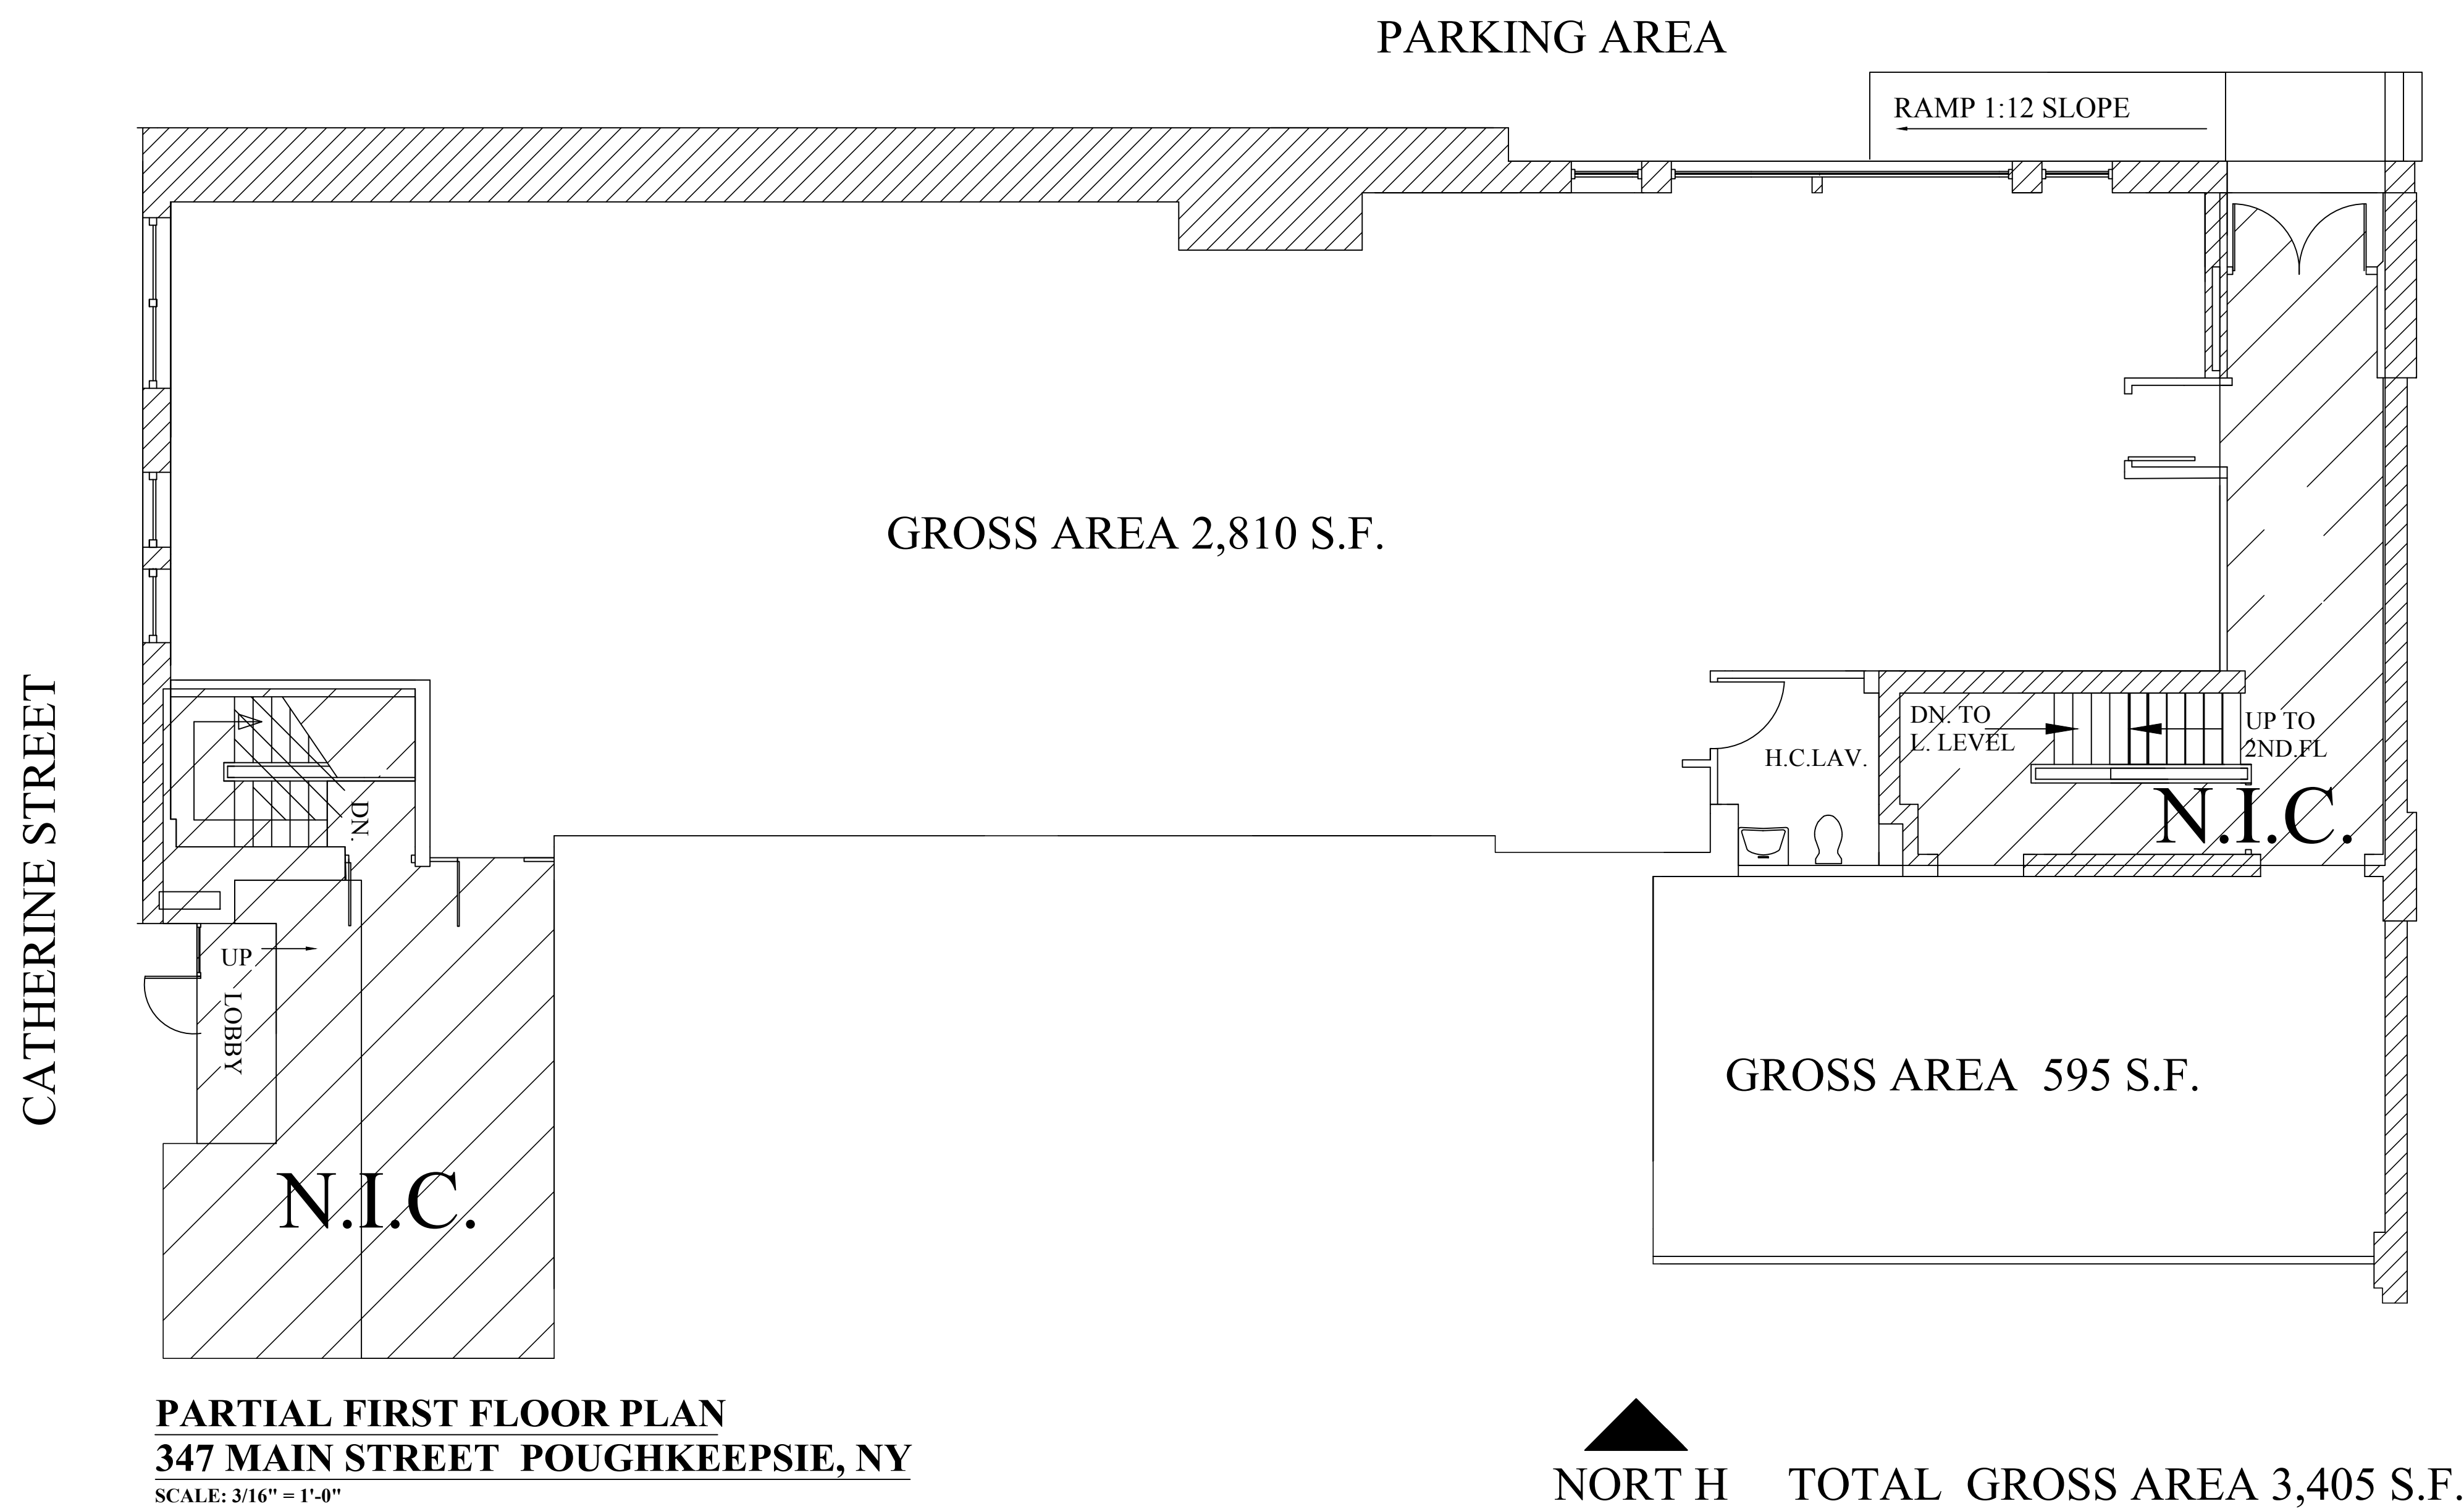 PARKING AREA
RAMP 1:12 SLOPE
GROSS AREA 2,810 S.F.
CATHERINE STREET
DN. TO
L. LEVEL
UP TO
2ND.FL
H.C.LAV.
DN.
N.I.C.
UP
LOBBY
GROSS AREA 595 S.F.
N.I.C.
PARTIAL FIRST FLOOR PLAN
347 MAIN STREET POUGHKEEPSIE, NY
SCALE: 3/16" = 1'-0"
NORT H
TOTAL GROSS AREA 3,405 S.F.